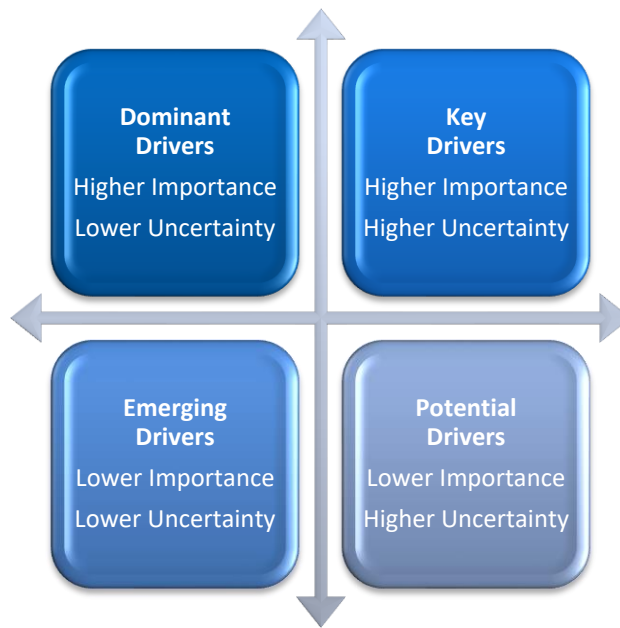 Dominant
Drivers
Higher Importance
Lower Uncertainty
Key
Drivers
Higher Importance
Higher Uncertainty
Emerging
Drivers
Lower Importance
Lower Uncertainty
Potential
Drivers
Lower Importance
Higher Uncertainty